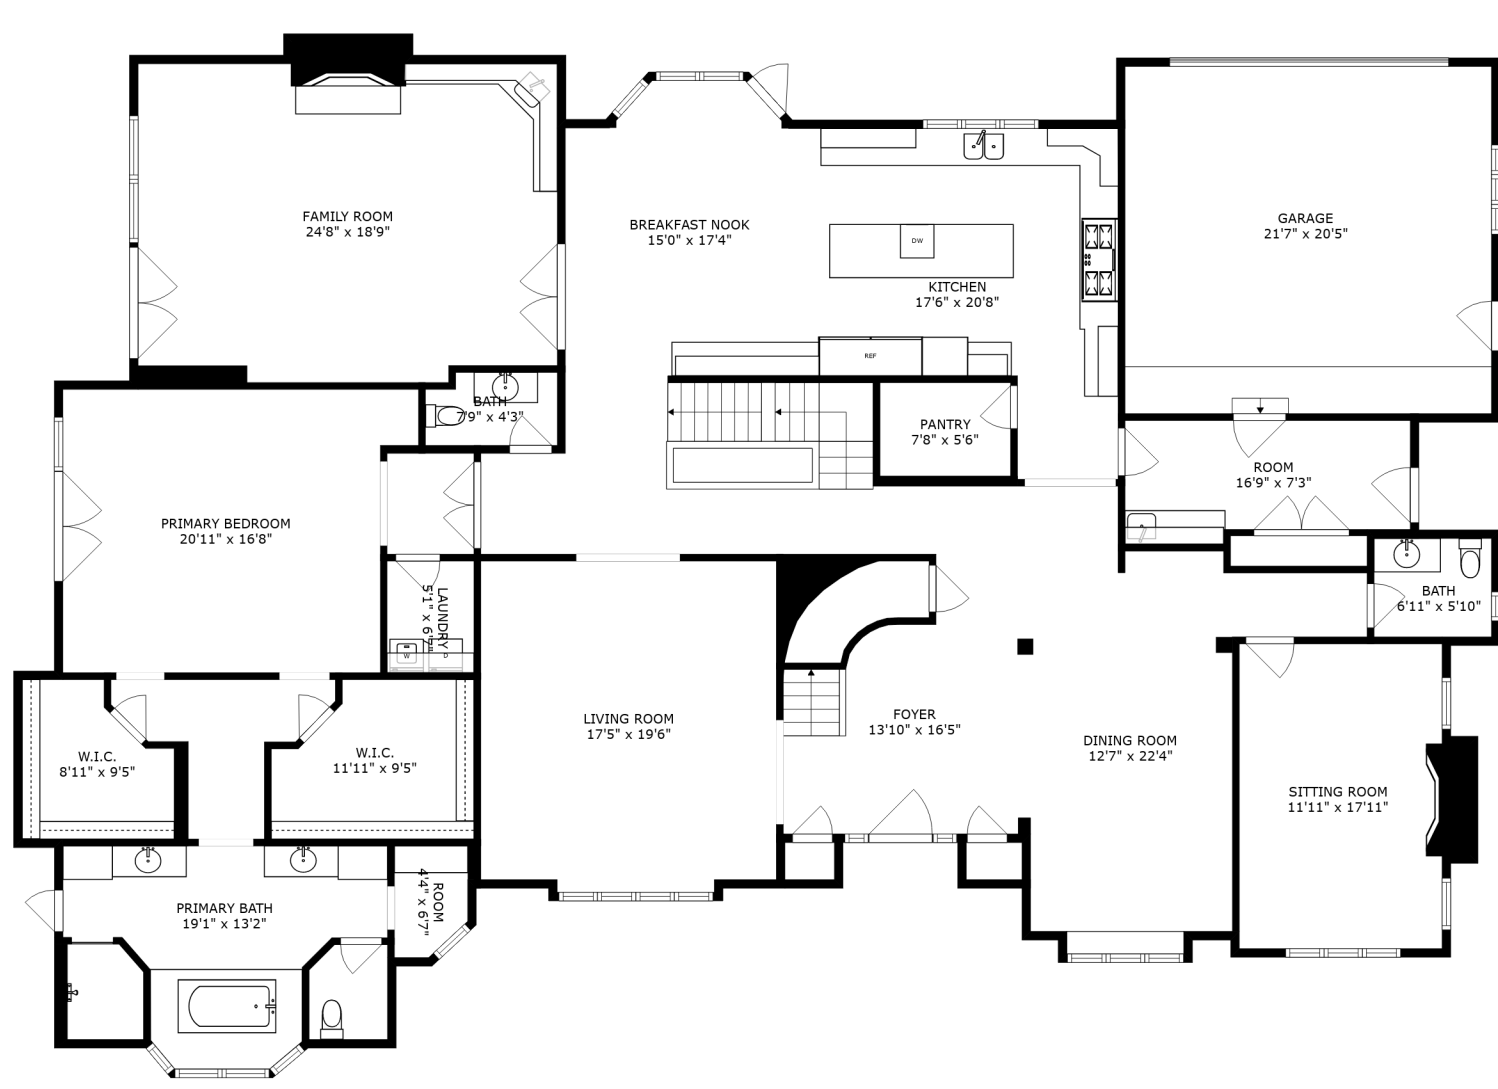 FAMILY ROOM
24'8" x 18'9"
BREAKFAST NOOK
15'0" x 17'4"
DW
KITCHEN
17'6" x 20'8"
REF
GARAGE
21'7" x 20'5"
BATH
7'9" x 4'3"
PANTRY
7'8" x 5'6"
ROOM
16'9" x 7'3"
PRIMARY BEDROOM
20'11" x 16'8"
LAUNDRY
W
D
BATH
6'11" x 5'10"
LIVING ROOM
17'5" x 19'6"
FOYER
13'10" x 16'5"
DINING ROOM
12'7" x 22'4"
SITTING ROOM
11'11" x 17'11"
W.I.C.
8'11" x 9'5"
W.I.C.
11'11" x 9'5"
PRIMARY BATH
19'1" x 13'2"
ROOM
4'4" x 6'7"